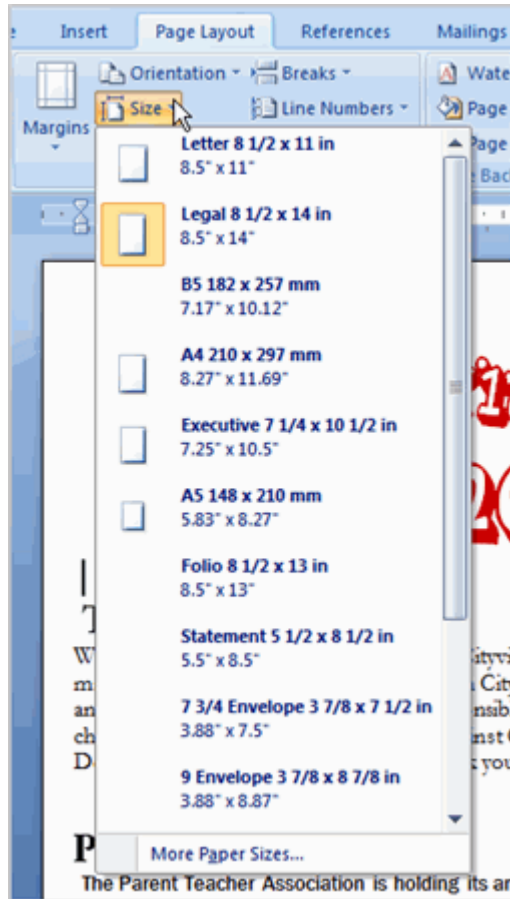 Insert Page Layout References Mailings
Orientation Breaks
Size Line Numbers Page
Margins
Letter 8 1/2 x 11 in
8.5" x 11"
Legal 8 1/2 x 14 in
8.5" x 14"
B5 182 x 257 mm
7.17" x 10.12"
A4 210 x 297 mm
8.27" x 11.69"
Executive 7 1/4 x 10 1/2 in
7.25" x 10.5"
A5 148 x 210 mm
5.83" x 8.27"
Folio 8 1/2 x 13 in
8.5" x 13"
Statement 5 1/2 x 8 1/2 in
5.5" x 8.5"
7 3/4 Envelope 3 7/8 x 7 1/2 in
3.88" x 7.5"
9 Envelope 3 7/8 x 8 7/8 in
3.88" x 8.87"
More Paper Sizes...
The Parent Teacher Association is holding its